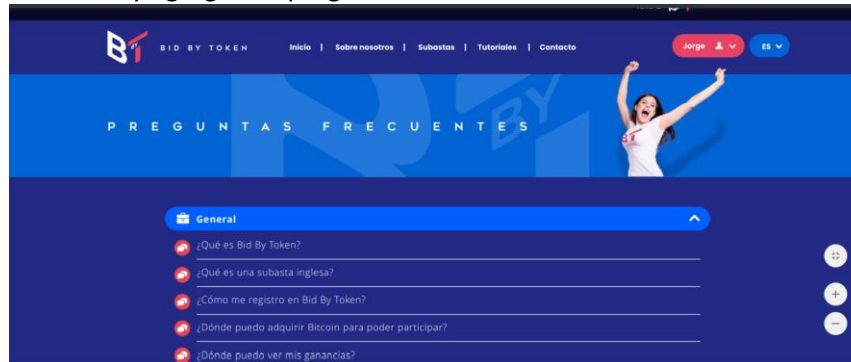 BT BID BY TOKEN Inicio | Sobre nosotros | Subastas | Tutoriales | Contacto Jorge ES
PREGUNTAS FRECUENTES
General
¿Qué es Bid By Token?
¿Qué es una subasta inglesa?
¿Cómo me registro en Bid By Token?
¿Dónde puedo adquirir Bitcoin para poder participar?
¿Dónde puedo ver mis ganancias?